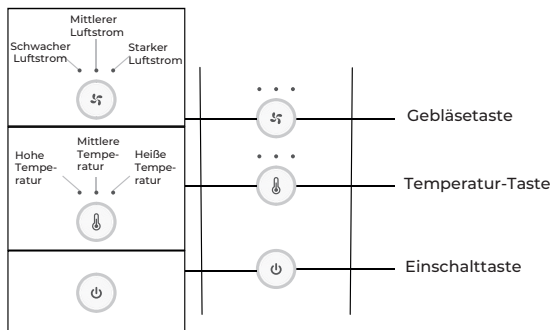 Mittlerer
Luftstrom
Schwacher
Luftstrom
Starker
Luftstrom
Gebläsetaste
Mittlere
Tempe-
ratur
Hohe
Tempe-
ratur
Heiße
Tempe-
ratur
Temperatur-Taste
Einschalttaste